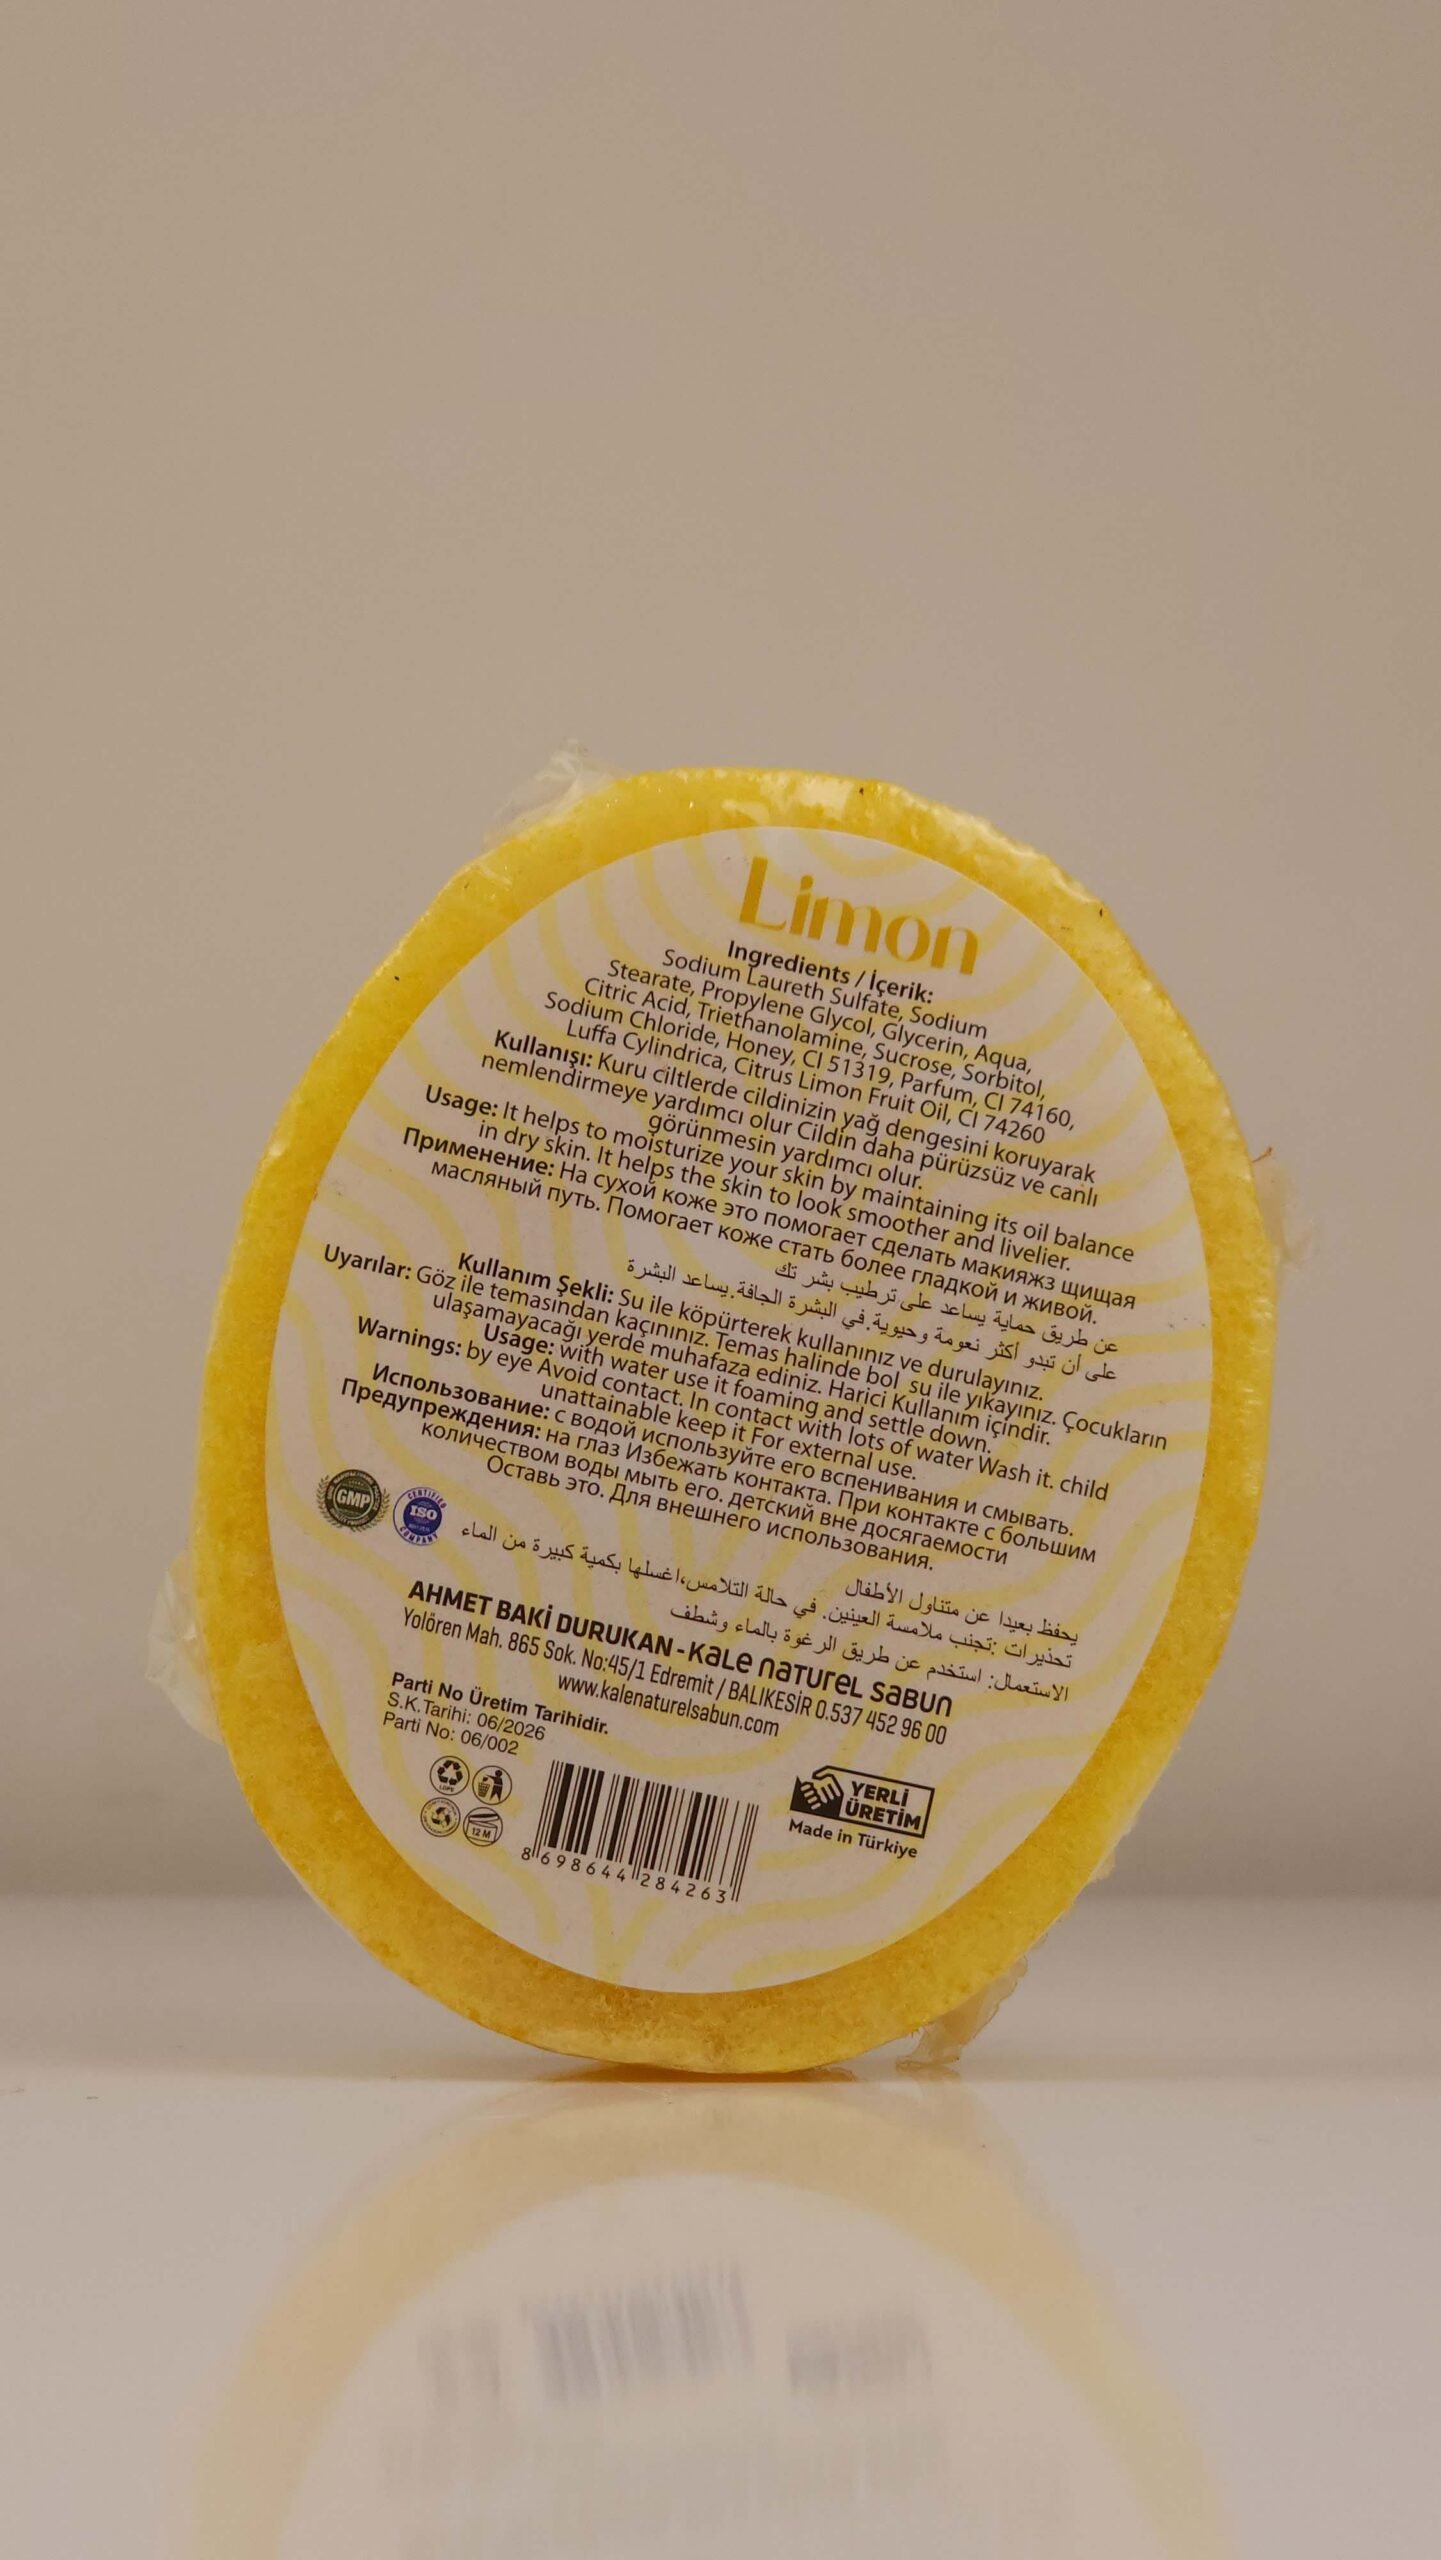 Limon
Ingredients / İçerik:
Sodium Laureth Sulfate, Sodium
Stearate, Propylene Glycol, Glycerin, Aqua,
Citric Acid, Triethanolamine, Sucrose, Sorbitol,
Sodium Chloride, Honey, CI 51319, Parfum, CI 74160,
Luffa Cylindrica, Citrus Limon Fruit Oil, CI 74260
Kullanışı: Kuru ciltlerde cildinizin yağ dengesini koruyarak
nemlendirmeye yardımcı olur Cildin daha pürüzsüz ve canlı
görünmesin yardımcı olur.
Usage: It helps to moisturize your skin by maintaining its oil balance
in dry skin. It helps the skin to look smoother and livelier.
Применение: На сухой коже это помогает сделать макияжз щищая
масляный путь. Помогает коже стать более гладкой и живой.
عن طريق حماية يساعد على ترطيب بشر تك
على أن تبدو أكثر نعومة وحيوية.في البشرة الجافة.يساعد البشرة
Kullanım Şekli: Su ile köpürterek kullanınız ve durulayınız.
Uyarılar: Göz ile temasından kaçınınız. Temas halinde bol su ile yıkayınız. Çocukların
ulaşamayacağı yerde muhafaza ediniz. Harici Kullanım içindir.
Usage: with water use it foaming and settle down.
Warnings: by eye Avoid contact. In contact with lots of water Wash it. child
unattainable keep it For external use.
Использование: с водой используйте его вспенивания и смывать.
Предупреждения: на глаз Избежать контакта. При контакте с большим
количеством воды мыть его. детский вне досягаемости
Оставь это. Для внешнего использования.
يحفظ بعيدا عن متناول الأطفال
تحذيرات :تجنب ملامسة العينين. في حالة التلامس،اغسلها بكمية كبيرة من الماء
الاستعمال: استخدم عن طريق الرغوة بالماء وشطف
GMP
CERTIFIED
ISO
COMPANY
AHMET BAKİ DURUKAN - Kale naturel sabun
Yolören Mah. 865 Sok. No:45/1 Edremit / BALIKESİR 0.537 452 96 00
www.kalenaturelsabun.com
Parti No Üretim Tarihidir.
S.K.Tarihi: 06/2026
Parti No: 06/002
LDPE
12 M
8 698644 284263
YERLİ
ÜRETİM
Made in Türkiye